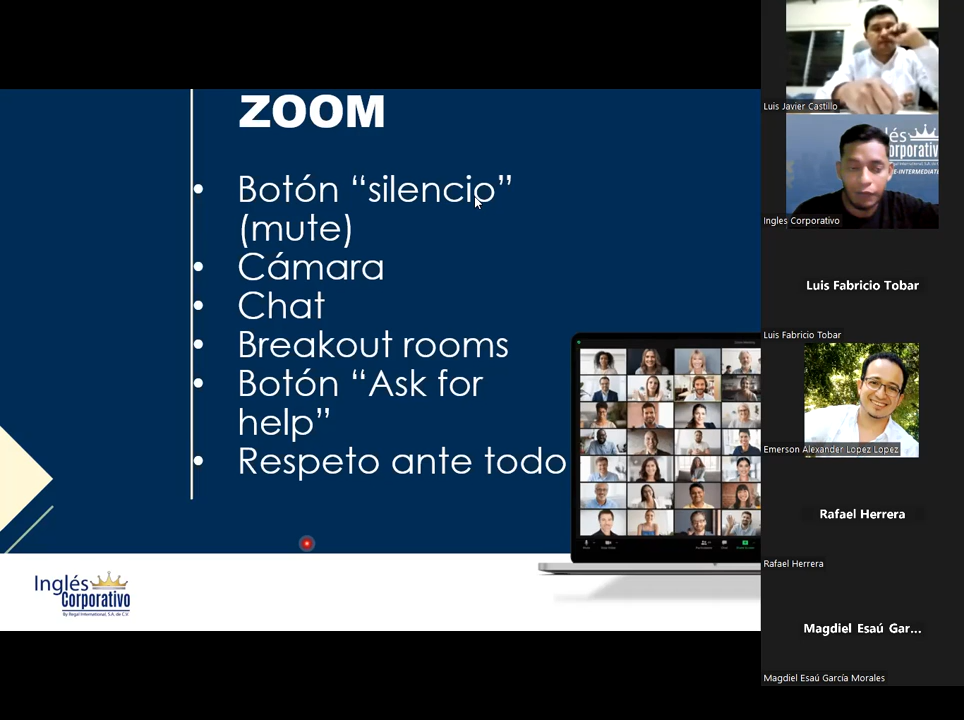 ZOOM
• Botón “silencio”
(mute)
• Cámara
• Chat
• Breakout rooms
• Botón “Ask for
help”
• Respeto ante todo
Inglés
Corporativo
By Regal International, S.A. de C.V.
Luis Javier Castillo
Ingles Corporativo
Luis Fabricio Tobar
Luis Fabricio Tobar
Emerson Alexander Lopez Lopez
Rafael Herrera
Rafael Herrera
Magdiel Esaú Gar...
Magdiel Esaú García Morales